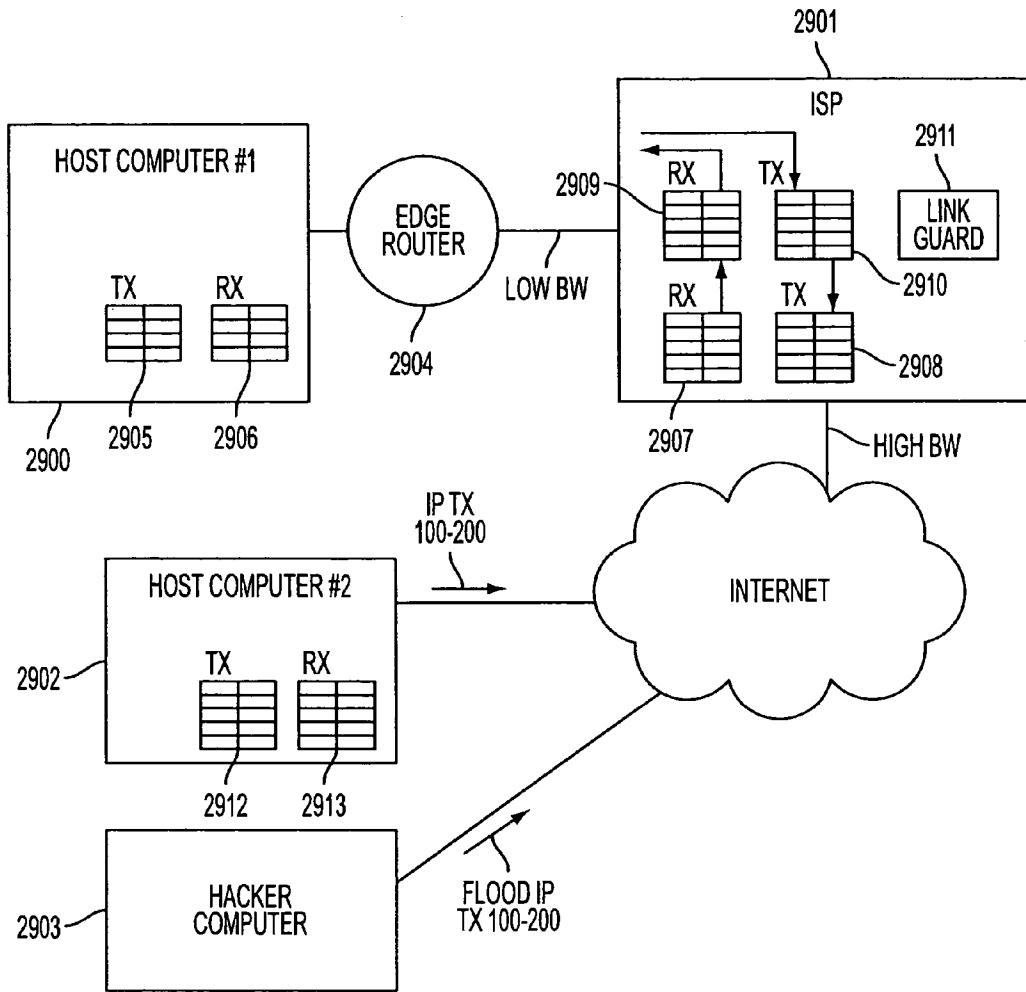 2901
ISP
HOST COMPUTER #1
2911
RX
TX
2909
LINK
GUARD
EDGE
ROUTER
TX
RX
LOW BW
2910
RX
TX
2904
2908
2905
2906
2907
2900
HIGH BW
IP TX
100-200
HOST COMPUTER #2
INTERNET
TX
RX
2902
2912
2913
HACKER
COMPUTER
FLOOD IP
TX 100-200
2903